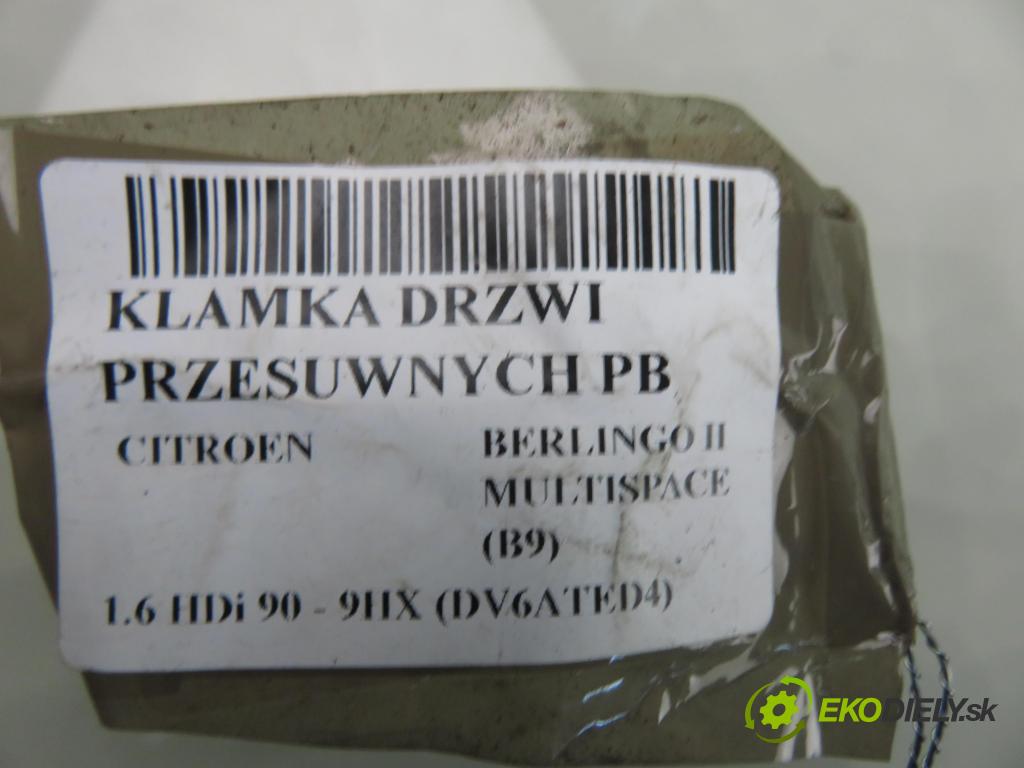 KLAMKA DRZWI
PRZESUWNYCH PB
CITROEN BERLINGO II
MULTISPACE
(B9)
1.6 HDi 90 - 9HX (DV6ATED4)
EKODIELY.sk